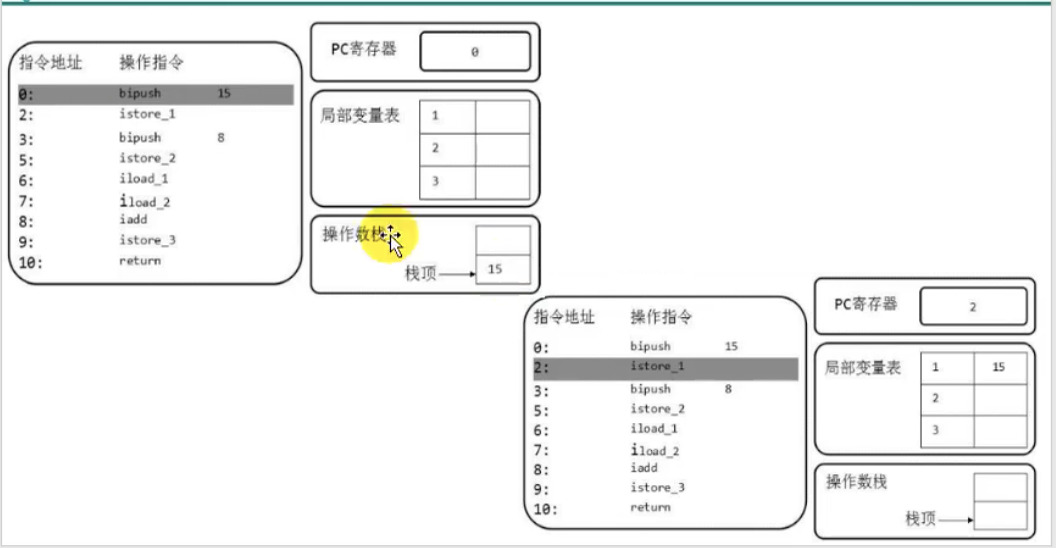 指令地址 操作指令
0: bipush 15
2: istore_1
3: bipush 8
5: istore_2
6: iload_1
7: iload_2
8: iadd
9: istore_3
10: return
PC寄存器 0
局部变量表 1
2
3
操作数栈
栈顶 15
指令地址 操作指令
0: bipush 15
2: istore_1
3: bipush 8
5: istore_2
6: iload_1
7: iload_2
8: iadd
9: istore_3
10: return
PC寄存器 2
局部变量表 1 15
2
3
操作数栈
栈顶